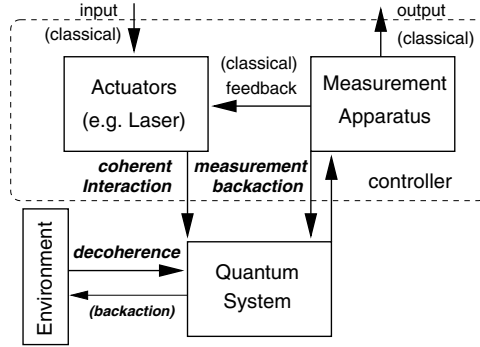 input
(classical)
output
(classical)
Actuators
(e.g. Laser)
(classical)
feedback
Measurement
Apparatus
coherent
Interaction
measurement
backaction
controller
Environment
decoherence
(backaction)
Quantum
System